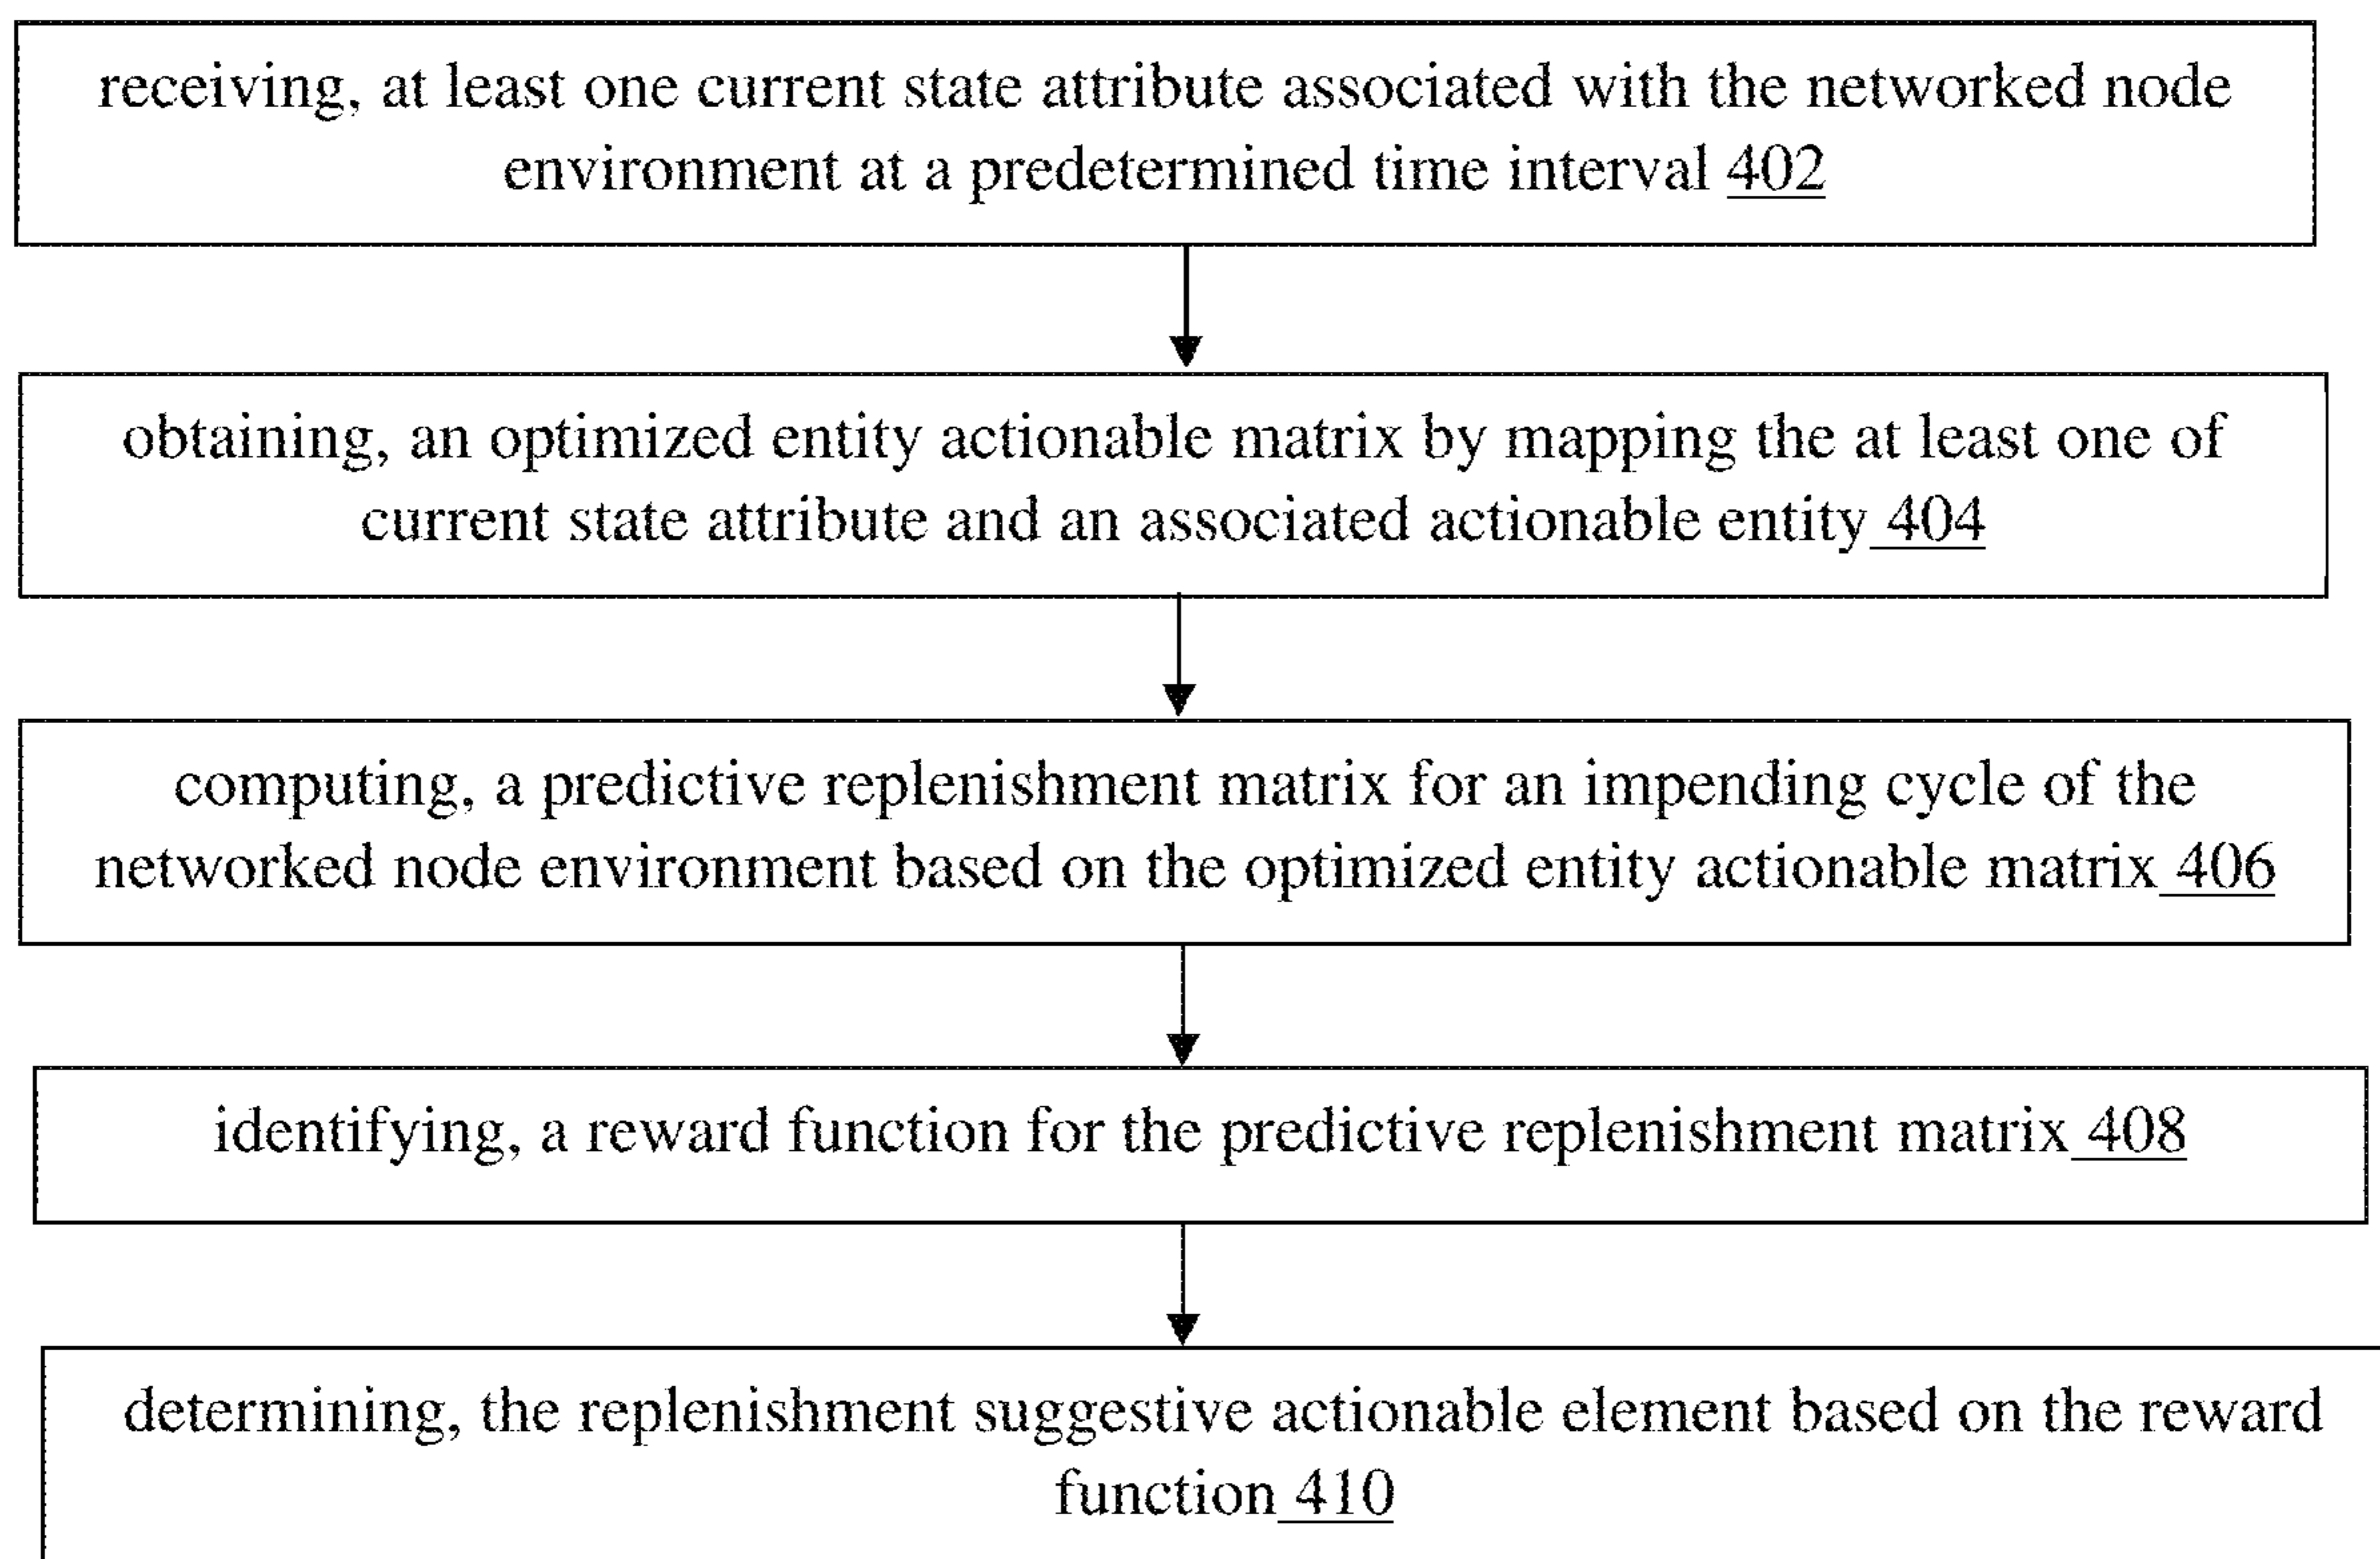 receiving, at least one current state attribute associated with the networked node
environment at a predetermined time interval 402
obtaining, an optimized entity actionable matrix by mapping the at least one of
current state attribute and an associated actionable entity 404
computing, a predictive replenishment matrix for an impending cycle of the
networked node environment based on the optimized entity actionable matrix 406
identifying, a reward function for the predictive replenishment matrix 408
determining, the replenishment suggestive actionable element based on the reward
function 410